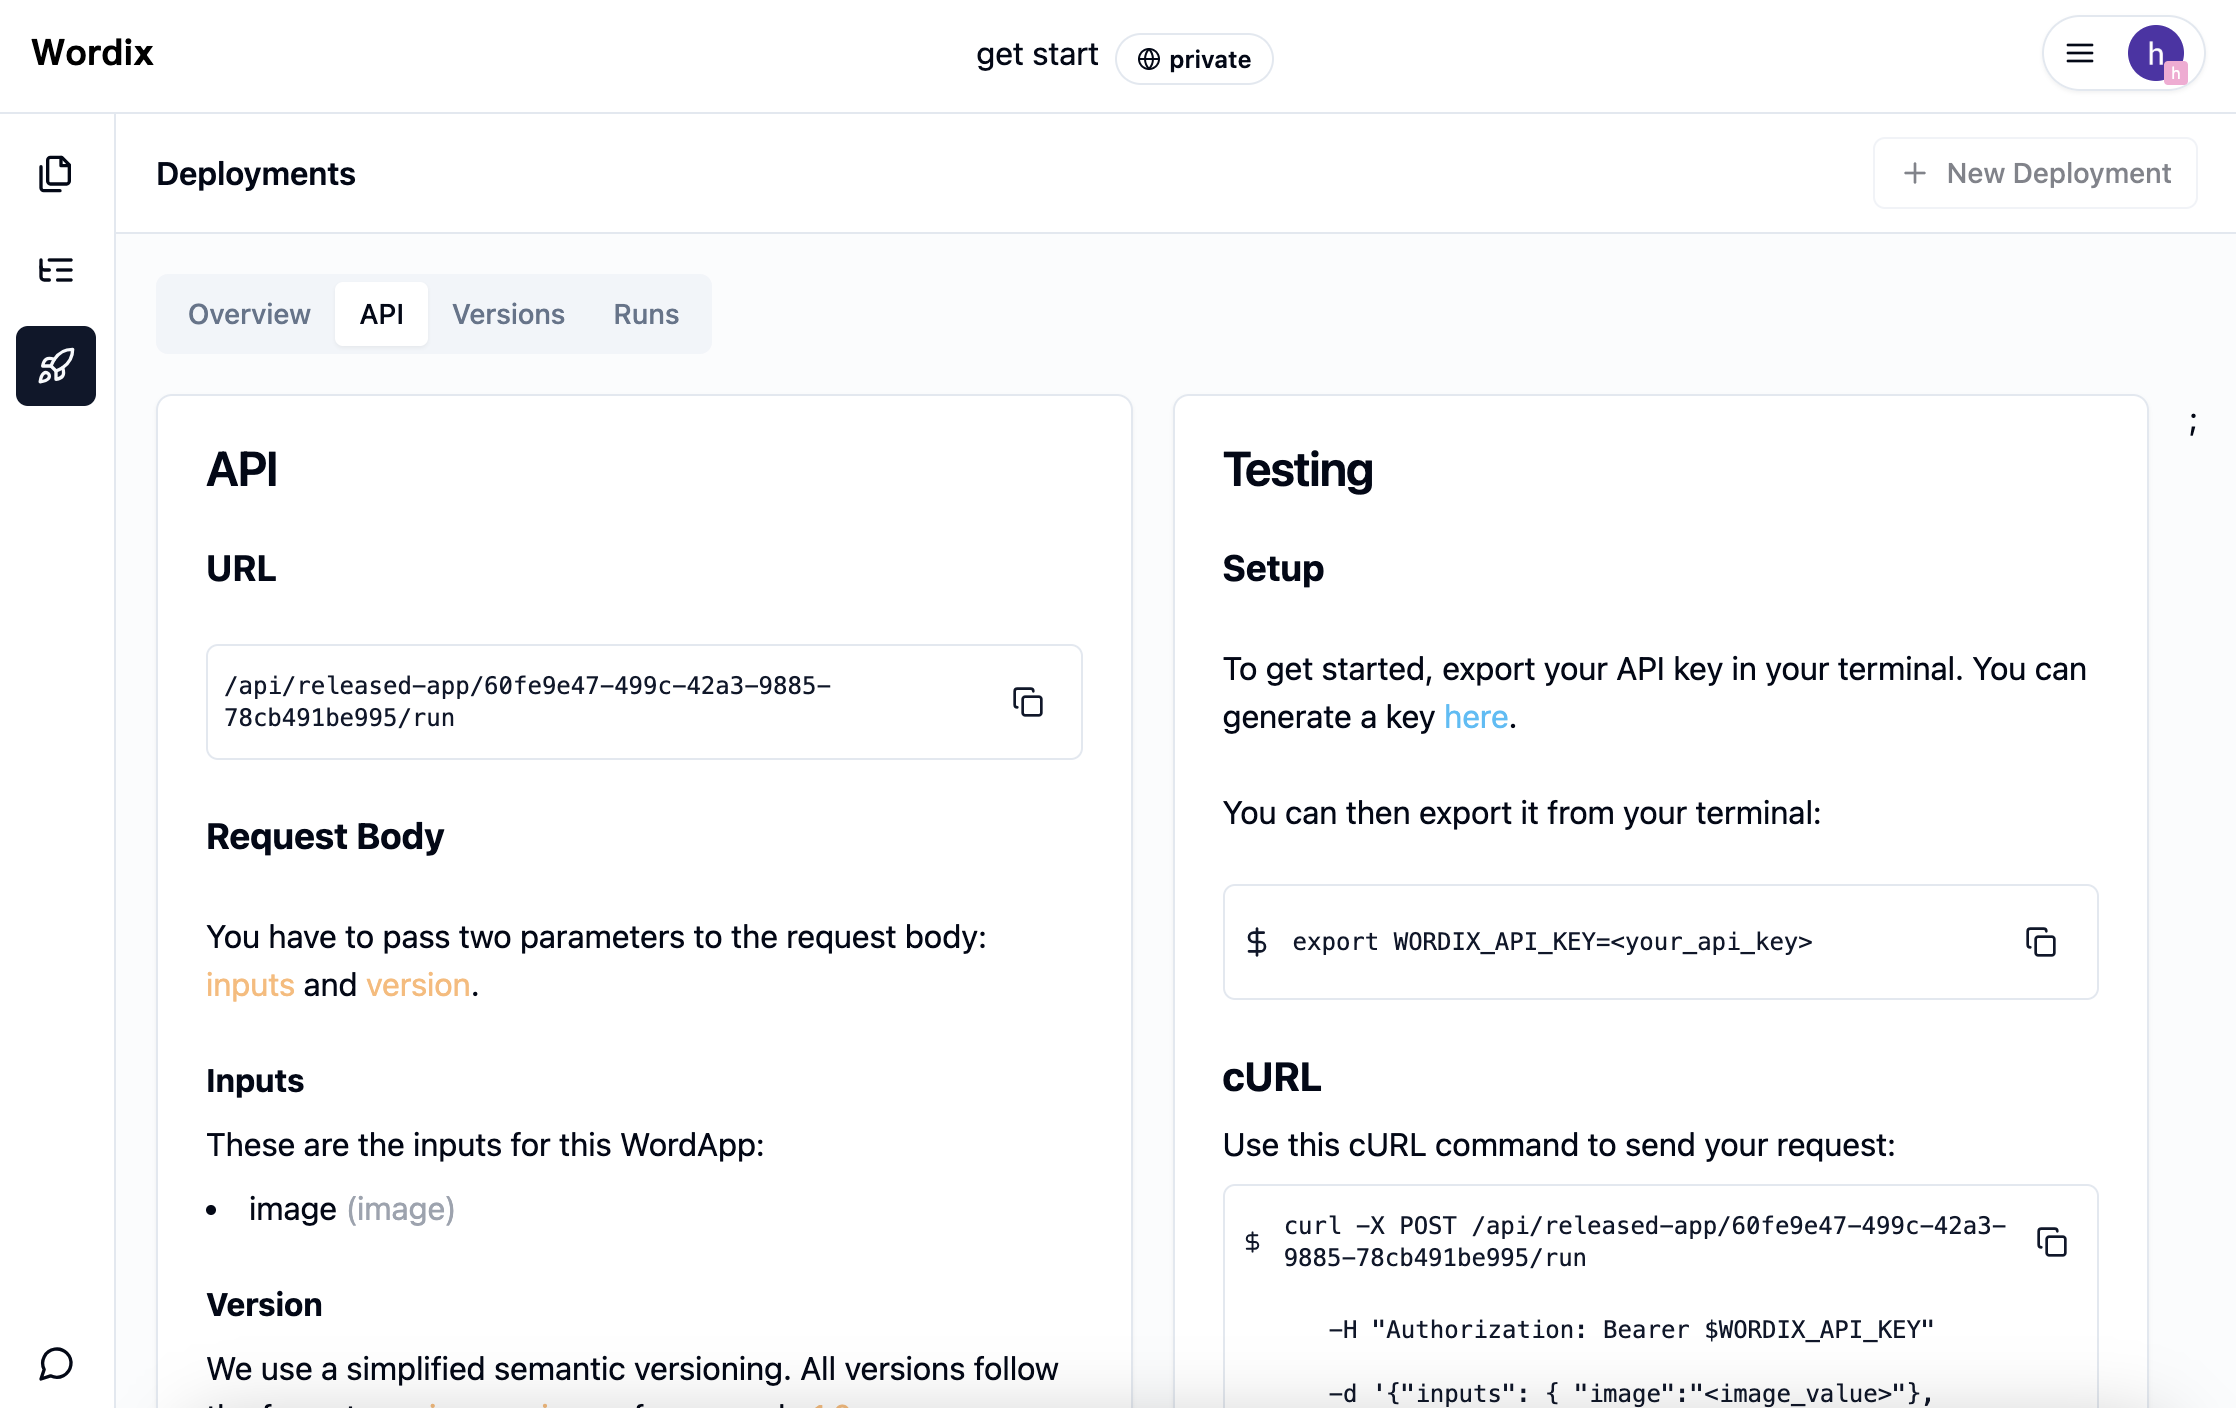 Wordix
get start
private
h
h
Deployments
New Deployment
Overview
API
Versions
Runs
API
URL
/api/released-app/60fe9e47-499c-42a3-9885-
78cb491be995/run
Request Body
You have to pass two parameters to the request body:
inputs and version.
Inputs
These are the inputs for this WordApp:
• image (image)
Version
We use a simplified semantic versioning. All versions follow
Testing
Setup
To get started, export your API key in your terminal. You can
generate a key here.
You can then export it from your terminal:
$ export WORDIX_API_KEY=<your_api_key>
cURL
Use this cURL command to send your request:
$ curl -X POST /api/released-app/60fe9e47-499c-42a3-
9885-78cb491be995/run
-H "Authorization: Bearer $WORDIX_API_KEY"
-d '{"inputs": { "image":"<image_value>"},
;